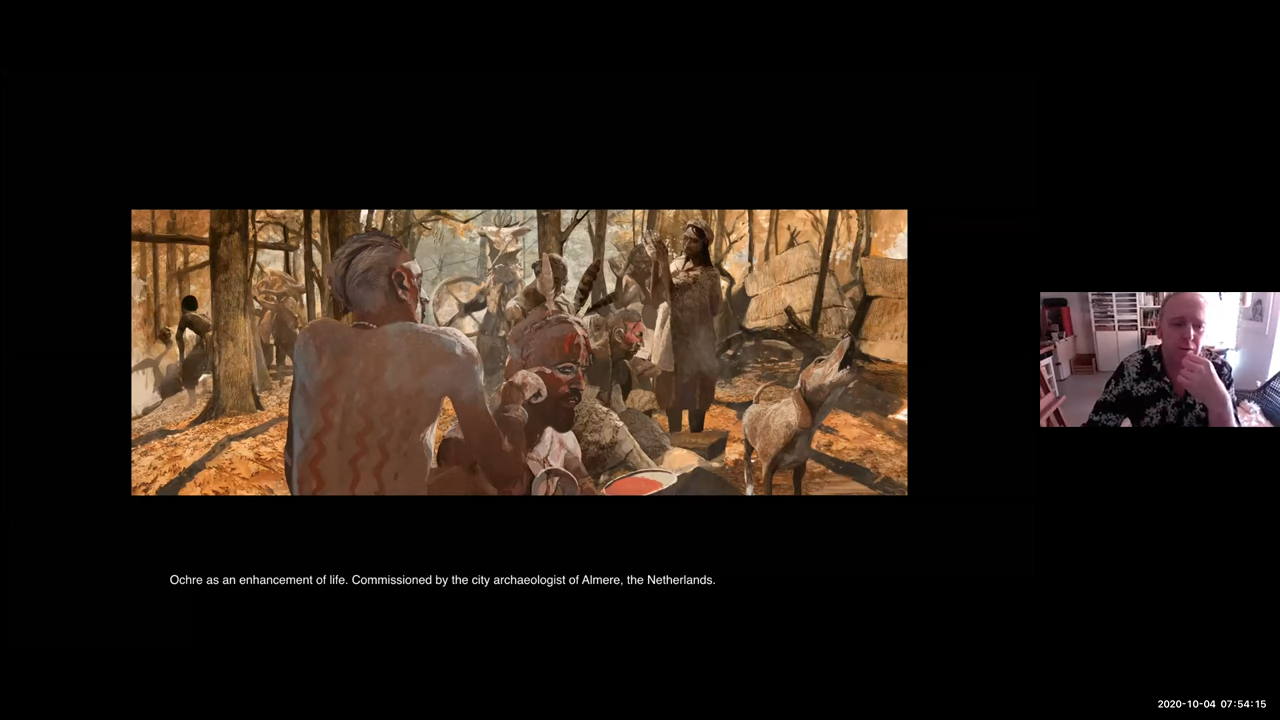 Ochre as an enhancement of life. Commissioned by the city archaeologist of Almere, the Netherlands.
2020-10-04 07:54:15